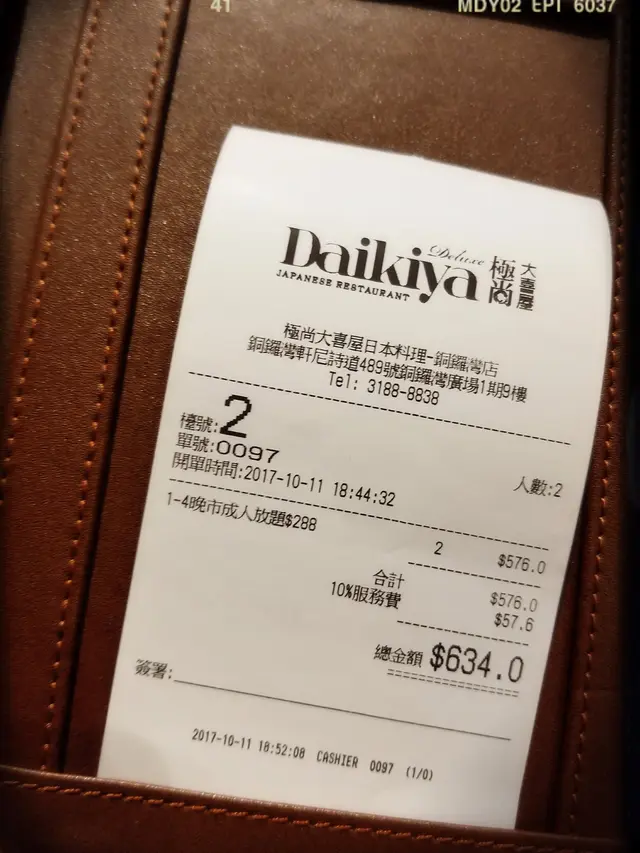 41 MDY02 EPT 6037
Daikiya Deluxe 極尚 大喜屋
JAPANESE RESTAURANT
極尚大喜屋日本料理-銅鑼灣店
銅鑼灣軒尼詩道489號銅鑼灣廣場1期9樓
Tel: 3188-8838
檯號:2
單號:0097 人數:2
開單時間:2017-10-11 18:44:32
1-4晚市成人放題$288
2 $576.0
合計 $576.0
10%服務費 $57.6
總金額 $634.0
簽署:
2017-10-11 18:52:08 CASHIER 0097 (1/0)